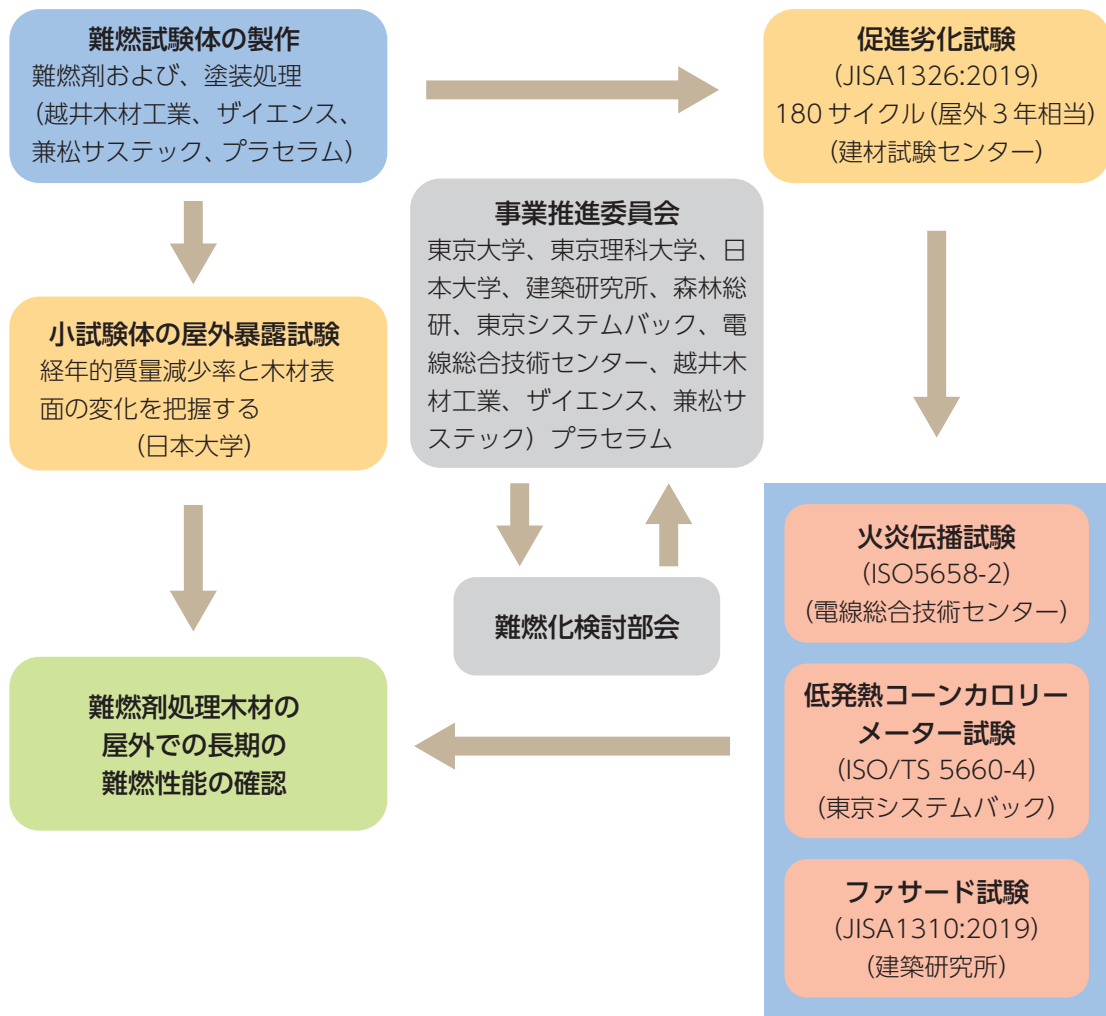 難燃試験体の製作
難燃剤および、塗装処理
(越井木材工業、ザイエンス、
兼松サステック、プラセラム)
促進劣化試験
(JISA1326:2019)
180 サイクル (屋外 3 年相当)
(建材試験センター)
事業推進委員会
東京大学、東京理科大学、日
本大学、建築研究所、森林総
研、東京システムバック、電
線総合技術センター、越井木
材工業、ザイエンス、兼松サ
ステック) プラセラム
小試験体の屋外暴露試験
経年的質量減少率と木材表
面の変化を把握する
(日本大学)
火炎伝播試験
(ISO5658-2)
(電線総合技術センター)
難燃化検討部会
低発熱コーンカロリー
メーター試験
(ISO/TS 5660-4)
(東京システムバック)
難燃剤処理木材の
屋外での長期の
難燃性能の確認
ファサード試験
(JISA1310:2019)
(建築研究所)